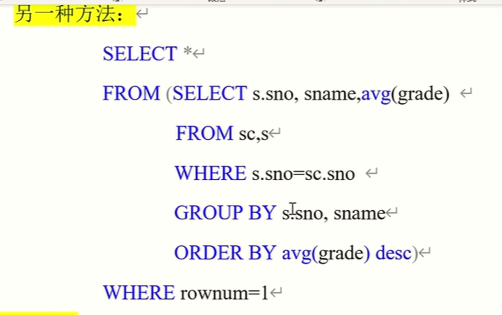 另一种方法：
SELECT *
FROM (SELECT s.sno, sname,avg(grade)
FROM sc,s
WHERE s.sno=sc.sno
GROUP BY s.sno, sname
ORDER BY avg(grade) desc)
WHERE rownum=1